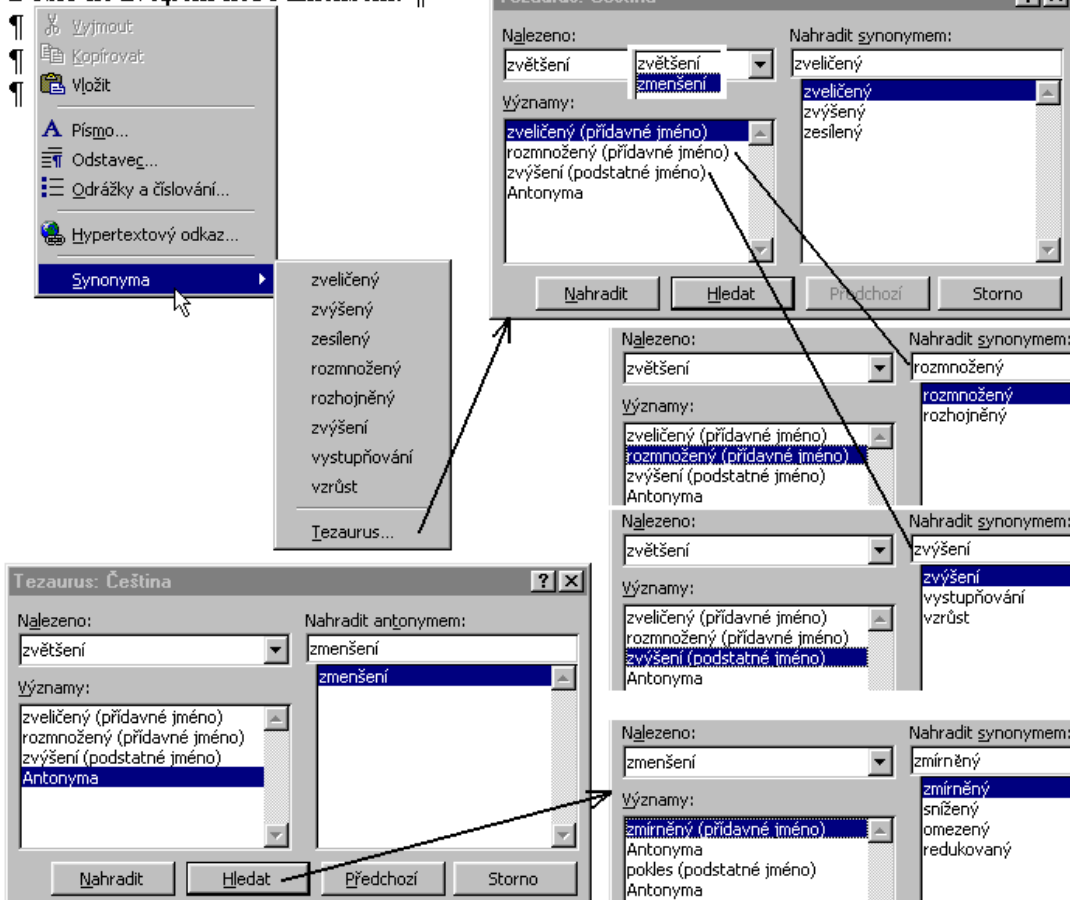 ¶
¶
¶
¶
Vyjmout
Kopírovat
Vložit
Písmo...
Odstavec...
Odrážky a číslování...
Hypertextový odkaz...
Synonyma
zveličený
zvýšený
zesílený
rozmnožený
rozhojněný
zvýšení
vystupňování
vzrůst
Tezaurus...
Tezaurus: Čeština
Nalezeno:
zvětšení
zvětšení
zmenšení
Významy:
zveličený (přídavné jméno)
rozmnožený (přídavné jméno)
zvýšení (podstatné jméno)
Antonyma
Nahradit synonymem:
zveličený
zveličený
zvýšený
zesílený
Nahradit
Hledat
Předchozí
Storno
Nalezeno:
zvětšení
Významy:
zveličený (přídavné jméno)
rozmnožený (přídavné jméno)
zvýšení (podstatné jméno)
Antonyma
Nahradit synonymem:
rozmnožený
rozmnožený
rozhojněný
Nalezeno:
zvětšení
Významy:
zveličený (přídavné jméno)
rozmnožený (přídavné jméno)
zvýšení (podstatné jméno)
Antonyma
Nahradit synonymem:
zvýšení
zvýšení
vystupňování
vzrůst
Tezaurus: Čeština
Nalezeno:
zvětšení
Významy:
zveličený (přídavné jméno)
rozmnožený (přídavné jméno)
zvýšení (podstatné jméno)
Antonyma
Nahradit antonymem:
zmenšení
zmenšení
Nahradit
Hledat
Předchozí
Storno
Nalezeno:
zmenšení
Významy:
zmírněný (přídavné jméno)
Antonyma
pokles (podstatné jméno)
Antonyma
Nahradit synonymem:
zmírněný
zmírněný
snížený
omezený
redukovaný